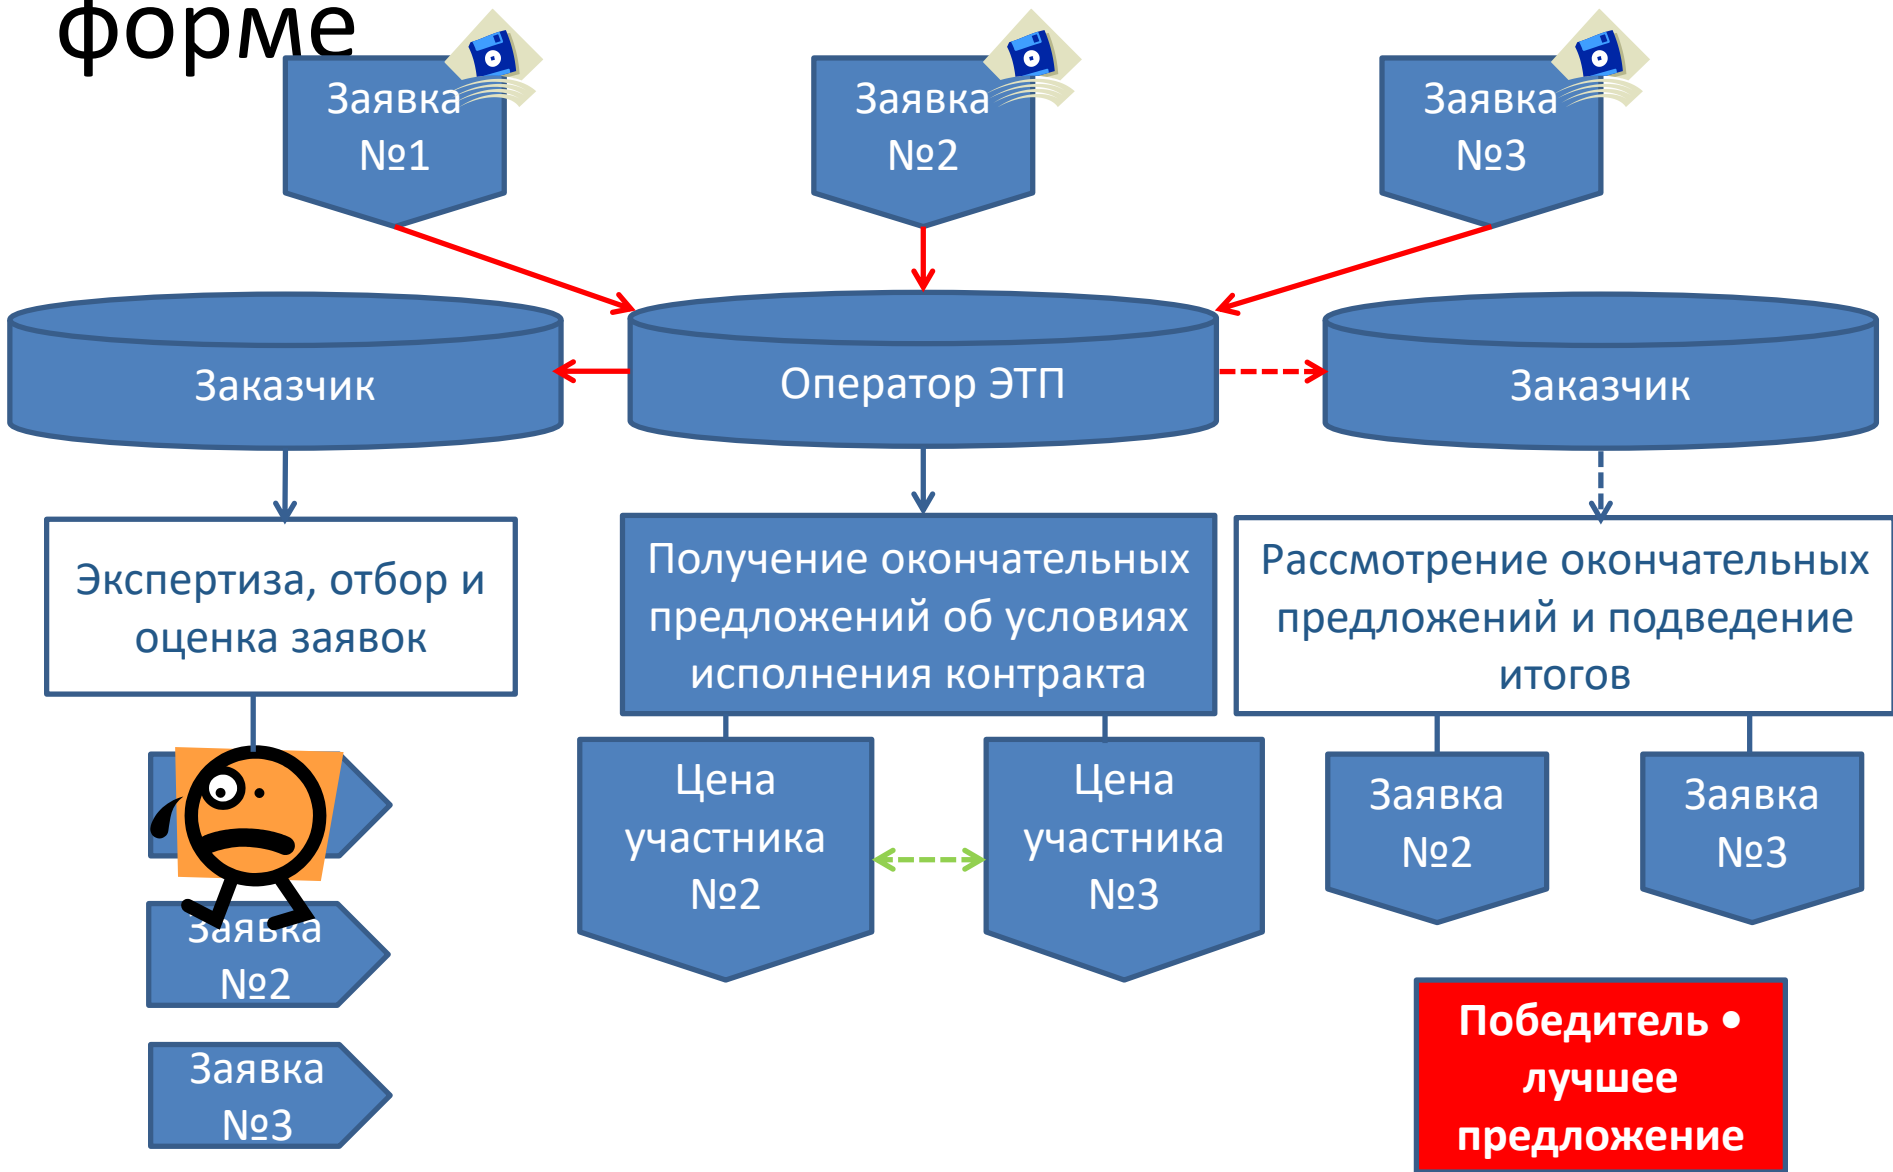 форме
Заявка
№1
Заявка
№2
Заявка
№3
Заказчик
Оператор ЭТП
Заказчик
Экспертиза, отбор и
оценка заявок
Получение окончательных
предложений об условиях
исполнения контракта
Рассмотрение окончательных
предложений и подведение
итогов
Цена
участника
№2
Цена
участника
№3
Заявка
№2
Заявка
№3
Заявка
№2
Заявка
№3
Победитель •
лучшее
предложение